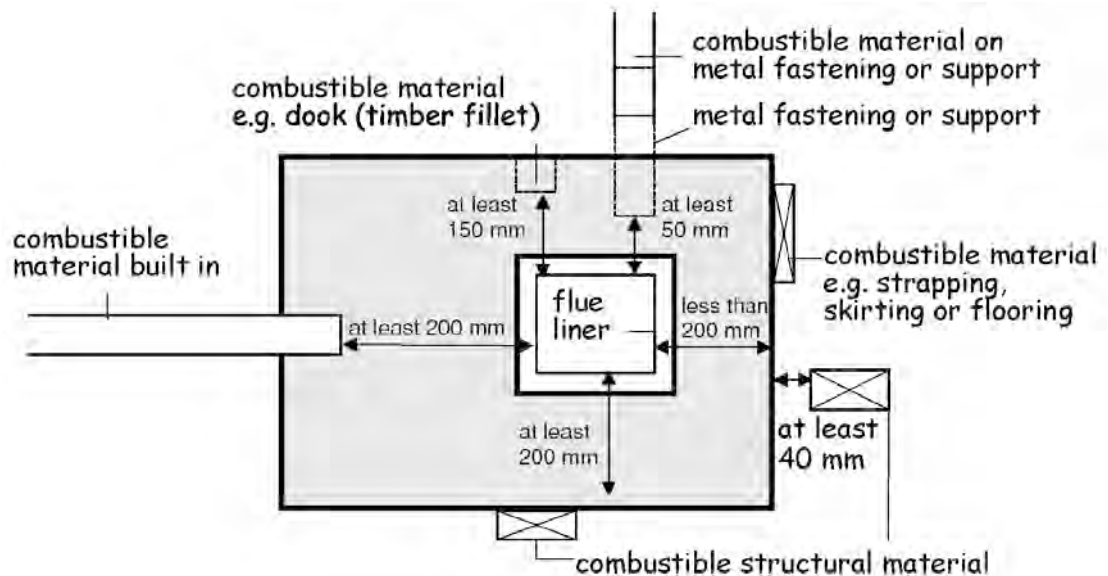 combustible material on
metal fastening or support
combustible material
e.g. dook (timber fillet)
metal fastening or support
at least
150 mm
at least
50 mm
combustible
material built in
combustible material
e.g. strapping,
skirting or flooring
flue
liner
less than
200 mm
at least 200 mm
at least
200 mm
at least
40 mm
combustible structural material